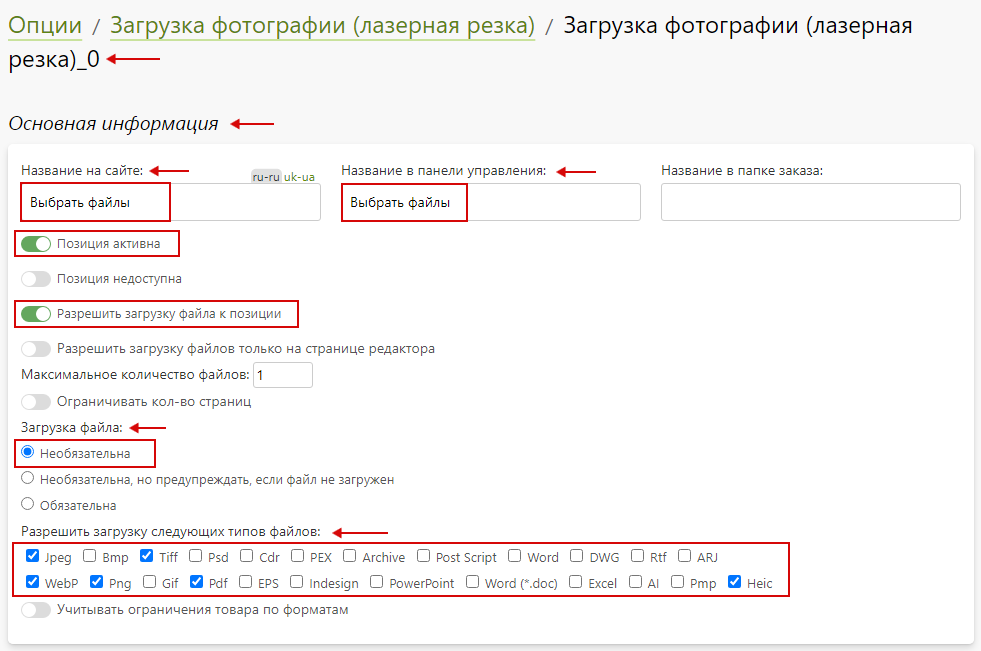 Опции / Загрузка фотографии (лазерная резка) / Загрузка фотографии (лазерная
резка)_0
Основная информация
Название на сайте: ru-ru uk-ua Название в панели управления: Название в папке заказа:
Выбрать файлы Выбрать файлы
Позиция активна
Позиция недоступна
Разрешить загрузку файла к позиции
Разрешить загрузку файлов только на странице редактора
Максимальное количество файлов: 1
Ограничивать кол-во страниц
Загрузка файла:
Необязательна
Необязательна, но предупреждать, если файл не загружен
Обязательна
Разрешить загрузку следующих типов файлов:
Jpeg Bmp Tiff Psd Cdr PEX Archive Post Script Word DWG Rtf ARJ
WebP Png Gif Pdf EPS Indesign PowerPoint Word (*.doc) Excel AI Pmp Heic
Учитывать ограничения товара по форматам